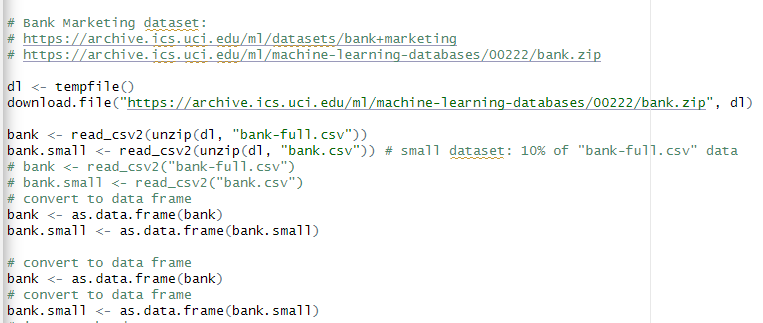 # Bank Marketing dataset:
# https://archive.ics.uci.edu/ml/datasets/bank+marketing
# https://archive.ics.uci.edu/ml/machine-learning-databases/00222/bank.zip
dl <- tempfile()
download.file("https://archive.ics.uci.edu/ml/machine-learning-databases/00222/bank.zip", dl)
bank <- read_csv2(unzip(dl, "bank-full.csv"))
bank.small <- read_csv2(unzip(dl, "bank.csv")) # small dataset: 10% of "bank-full.csv" data
# bank <- read_csv2("bank-full.csv")
# bank.small <- read_csv2("bank.csv")
# convert to data frame
bank <- as.data.frame(bank)
bank.small <- as.data.frame(bank.small)
# convert to data frame
bank <- as.data.frame(bank)
# convert to data frame
bank.small <- as.data.frame(bank.small)